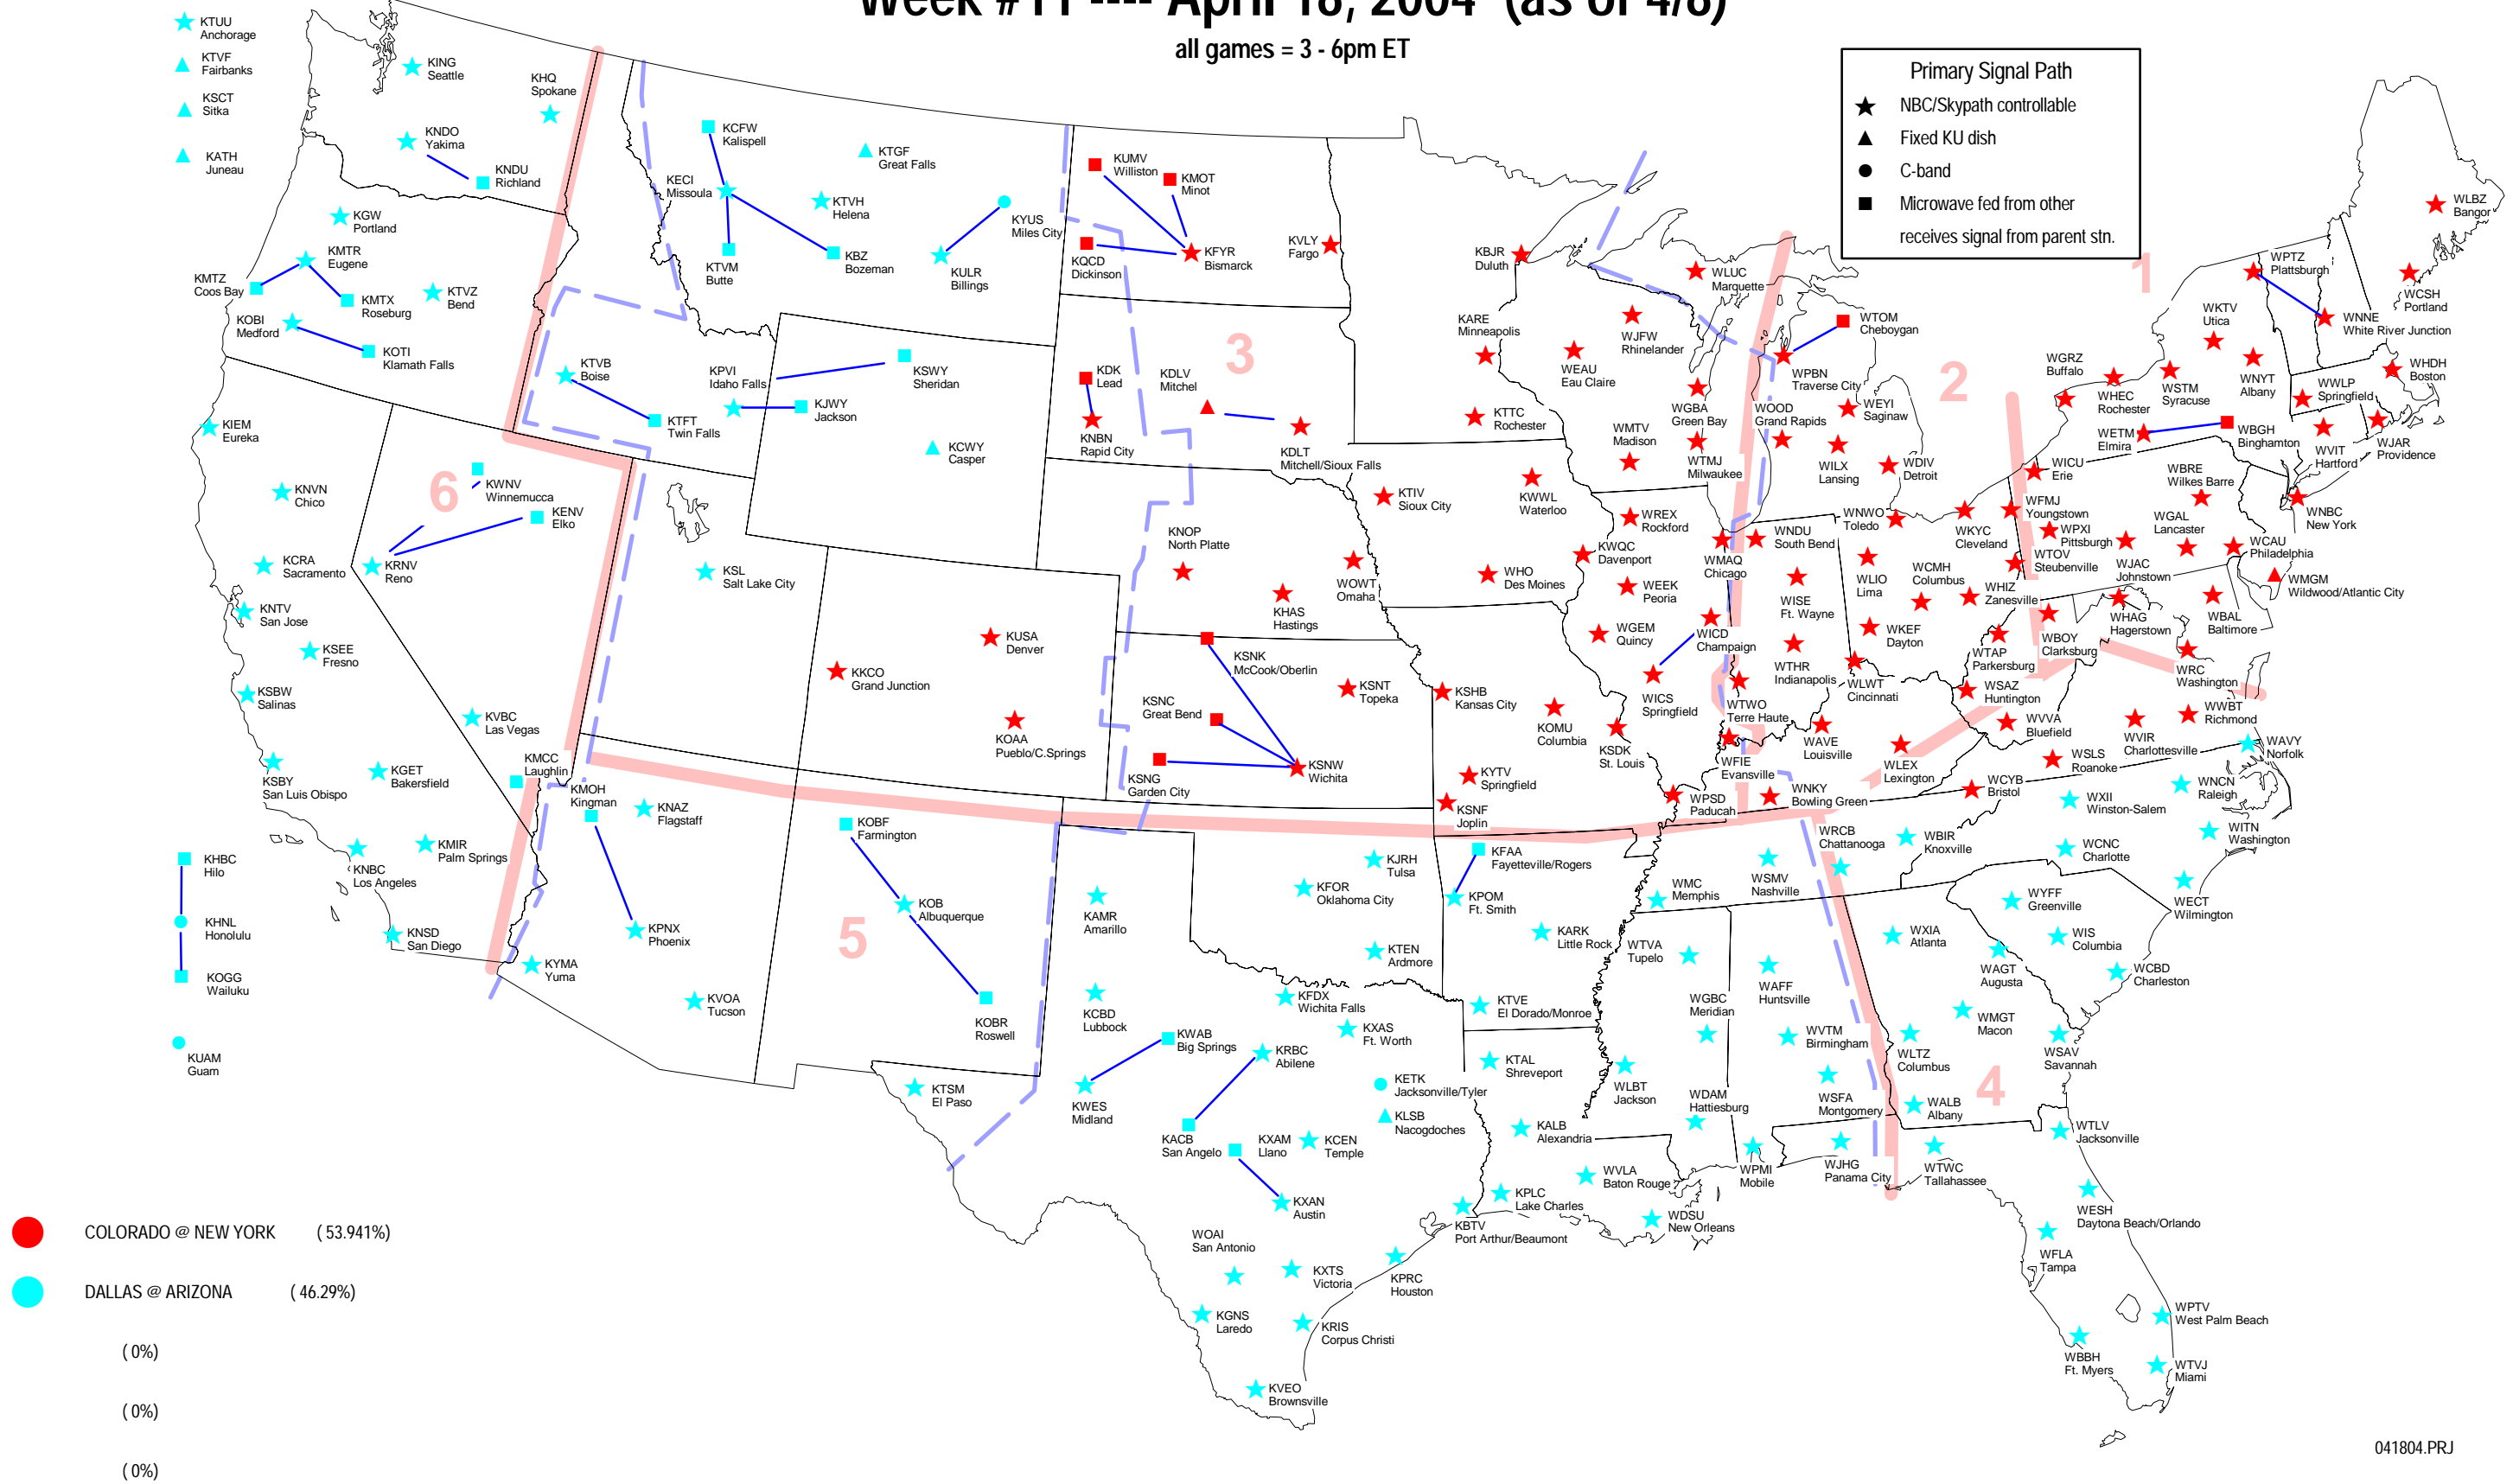 Week #11 ---- April 18, 2004 (as of 4/8)
all games = 3 - 6pm ET
Primary Signal Path
NBC/Skypath controllable
Fixed KU dish
C-band
Microwave fed from other
receives signal from parent stn.
KTUU
Anchorage
KTVF
Fairbanks
KSCT
Sitka
KATH
Juneau
KING
Seattle
KHQ
Spokane
KNDO
Yakima
KNDU
Richland
KGW
Portland
KMTR
Eugene
KMTZ
Coos Bay
KMTX
Roseburg
KTVZ
Bend
KOBI
Medford
KOTI
Klamath Falls
KCFW
Kalispell
KTGF
Great Falls
KECI
Missoula
KTVH
Helena
KYUS
Miles City
KTVM
Butte
KBZ
Bozeman
KULR
Billings
KTVB
Boise
KPVI
Idaho Falls
KSWY
Sheridan
KJWY
Jackson
KTFT
Twin Falls
KCWY
Casper
KUMV
Williston
KMOT
Minot
KQCD
Dickinson
KFYR
Bismarck
KVLY
Fargo
KDK
Lead
KDLV
Mitchel
3
KNBN
Rapid City
KDLT
Mitchell/Sioux Falls
KBJR
Duluth
KARE
Minneapolis
KTTC
Rochester
WLUC
Marquette
WJFW
Rhinelander
WEAU
Eau Claire
WGBA
Green Bay
WMTV
Madison
WTMJ
Milwaukee
WTOM
Cheboygan
WPBN
Traverse City
WOOD
Grand Rapids
WEYI
Saginaw
WILX
Lansing
WDIV
Detroit
2
1
WLBZ
Bangor
WCSH
Portland
WPTZ
Plattsburgh
WNNE
White River Junction
WKTV
Utica
WGRZ
Buffalo
WHEC
Rochester
WSTM
Syracuse
WNYT
Albany
WHDH
Boston
WWLP
Springfield
WETM
Elmira
WBGH
Binghamton
WVIT
Hartford
WJAR
Providence
WICU
Erie
WBRE
Wilkes Barre
WNBC
New York
WFMJ
Youngstown
WPXI
Pittsburgh
WGAL
Lancaster
WCAU
Philadelphia
WTOV
Steubenville
WJAC
Johnstown
WMGM
Wildwood/Atlantic City
WHAG
Hagerstown
WBAL
Baltimore
WBOY
Clarksburg
WRC
Washington
KIEM
Eureka
KNVN
Chico
6
KWNV
Winnemucca
KENV
Elko
KCRA
Sacramento
KRNV
Reno
KNTV
San Jose
KSEE
Fresno
KSBW
Salinas
KVBC
Las Vegas
KSBY
San Luis Obispo
KGET
Bakersfield
KMCC
Laughlin
KMIR
Palm Springs
KNBC
Los Angeles
KNSD
San Diego
KSL
Salt Lake City
KUSA
Denver
KKCO
Grand Junction
KOAA
Pueblo/C.Springs
KNOP
North Platte
KHAS
Hastings
KTIV
Sioux City
WOWT
Omaha
KSNK
McCook/Oberlin
KSNC
Great Bend
KSNT
Topeka
KSNG
Garden City
KSNW
Wichita
KWWL
Waterloo
WHO
Des Moines
KWQC
Davenport
WREX
Rockford
WEEK
Peoria
WMAQ
Chicago
WGEM
Quincy
WICD
Champaign
WICS
Springfield
KSHB
Kansas City
KOMU
Columbia
KSDK
St. Louis
KYTV
Springfield
KSNF
Joplin
WNDU
South Bend
WISE
Ft. Wayne
WTHR
Indianapolis
WTWO
Terre Haute
WFIE
Evansville
WNWO
Toledo
WKYC
Cleveland
WLIO
Lima
WCMH
Columbus
WHIZ
Zanesville
WKEF
Dayton
WLWT
Cincinnati
WTAP
Parkersburg
WSAZ
Huntington
WVVA
Bluefield
WAVE
Louisville
WLEX
Lexington
WPSD
Paducah
WNKY
Bowling Green
WWBT
Richmond
WVIR
Charlottesville
WSLS
Roanoke
WAVY
Norfolk
WCYB
Bristol
WNCN
Raleigh
WXII
Winston-Salem
WITN
Washington
WCNC
Charlotte
WECT
Wilmington
KMOH
Kingman
KNAZ
Flagstaff
KPNX
Phoenix
KYMA
Yuma
KVOA
Tucson
KOBF
Farmington
KOB
Albuquerque
5
KOBR
Roswell
KTSM
El Paso
KAMR
Amarillo
KCBD
Lubbock
KWAB
Big Springs
KWES
Midland
KFOR
Oklahoma City
KJRH
Tulsa
KTEN
Ardmore
KFDX
Wichita Falls
KXAS
Ft. Worth
KRBC
Abilene
KACB
San Angelo
KXAM
Llano
KCEN
Temple
KETK
Jacksonville/Tyler
KLSB
Nacogdoches
KXAN
Austin
WOAI
San Antonio
KXTS
Victoria
KPRC
Houston
KBTV
Port Arthur/Beaumont
KGNS
Laredo
KRIS
Corpus Christi
KVEO
Brownsville
KFAA
Fayetteville/Rogers
KPOM
Ft. Smith
KARK
Little Rock
KTVE
El Dorado/Monroe
KTAL
Shreveport
KALB
Alexandria
KPLC
Lake Charles
WVLA
Baton Rouge
WDSU
New Orleans
WMC
Memphis
WSMV
Nashville
WRCB
Chattanooga
WBIR
Knoxville
WTVA
Tupelo
WGBC
Meridian
WLBT
Jackson
WDAM
Hattiesburg
WAFF
Huntsville
WVTM
Birmingham
WSFA
Montgomery
WPMI
Mobile
WJHG
Panama City
WXIA
Atlanta
WYFF
Greenville
WIS
Columbia
WAGT
Augusta
WCBD
Charleston
WMGT
Macon
WLTZ
Columbus
WSAV
Savannah
4
WALB
Albany
WTLV
Jacksonville
WTWC
Tallahassee
WESH
Daytona Beach/Orlando
WFLA
Tampa
WPTV
West Palm Beach
WBBH
Ft. Myers
WTVJ
Miami
KHBC
Hilo
KHNL
Honolulu
KOGG
Wailuku
KUAM
Guam
COLORADO @ NEW YORK ( 53.941%)
DALLAS @ ARIZONA ( 46.29%)
( 0%)
( 0%)
( 0%)
041804.PRJ